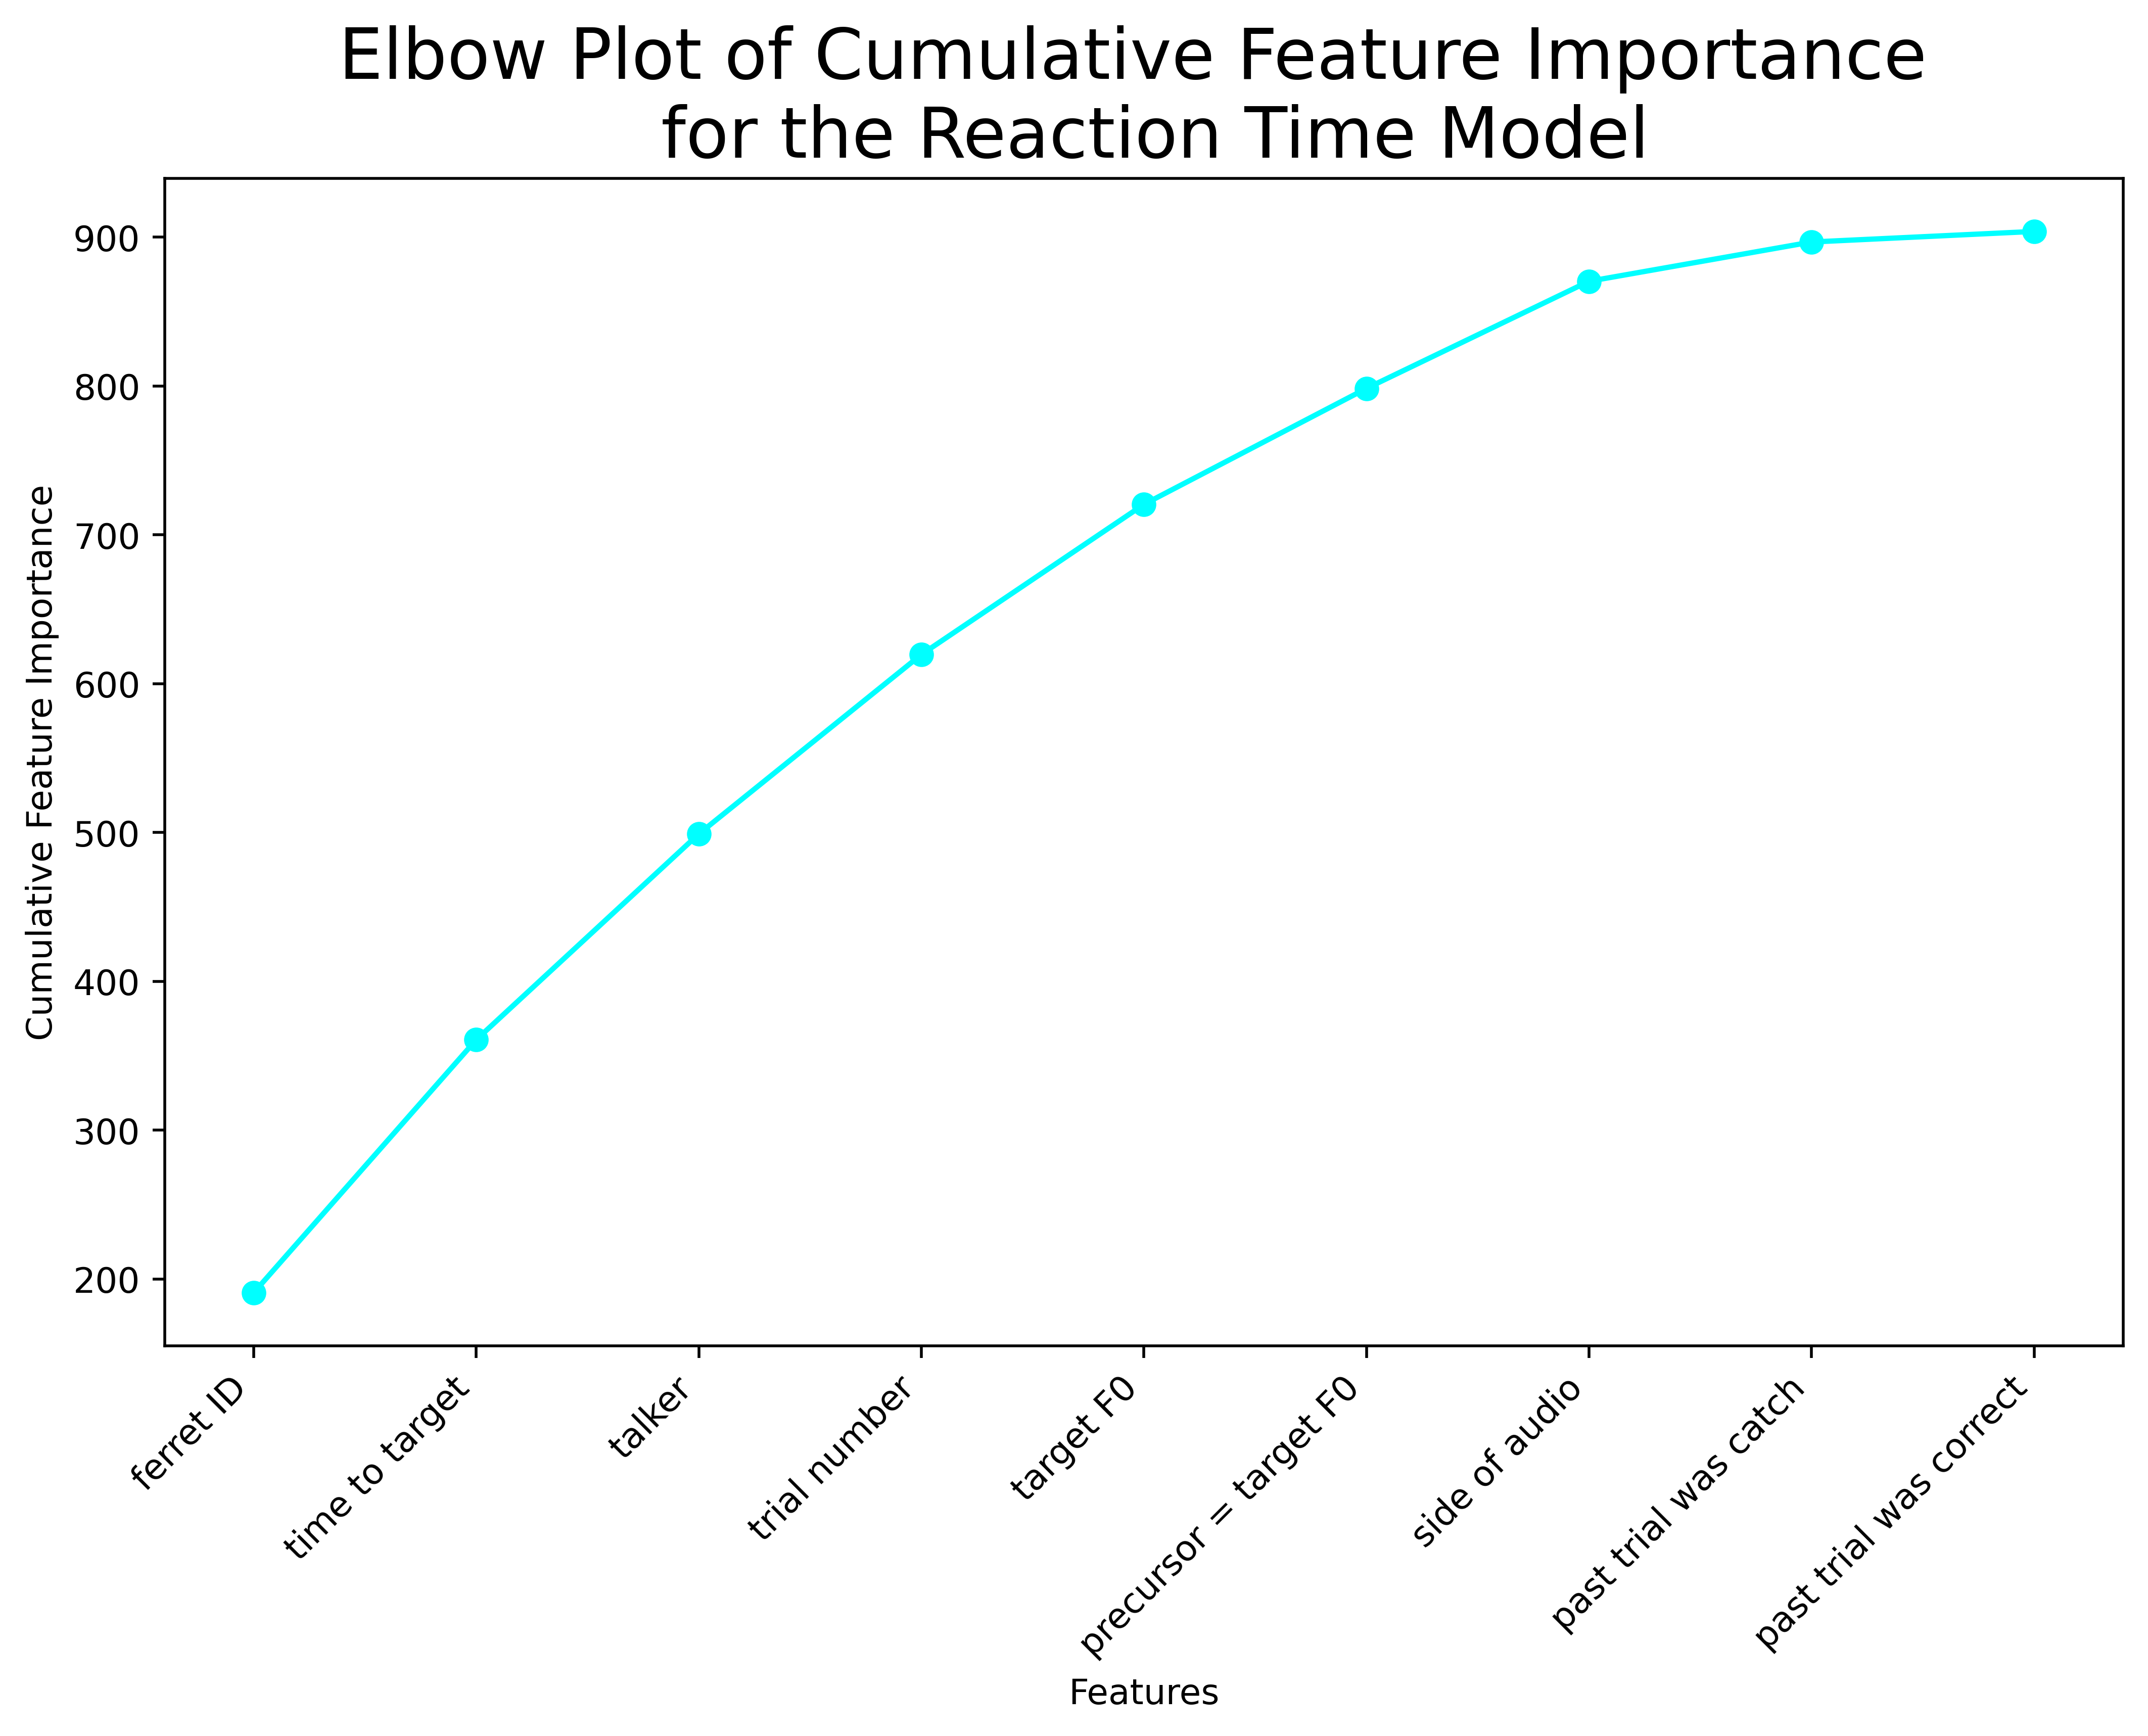 Elbow Plot of Cumulative Feature Importance
for the Reaction Time Model
Cumulative Feature Importance
900
800
700
600
500
400
300
200
ferret ID
time to target
talker
trial number
target F0
precursor = target F0
side of audio
past trial was catch
past trial was correct
Features